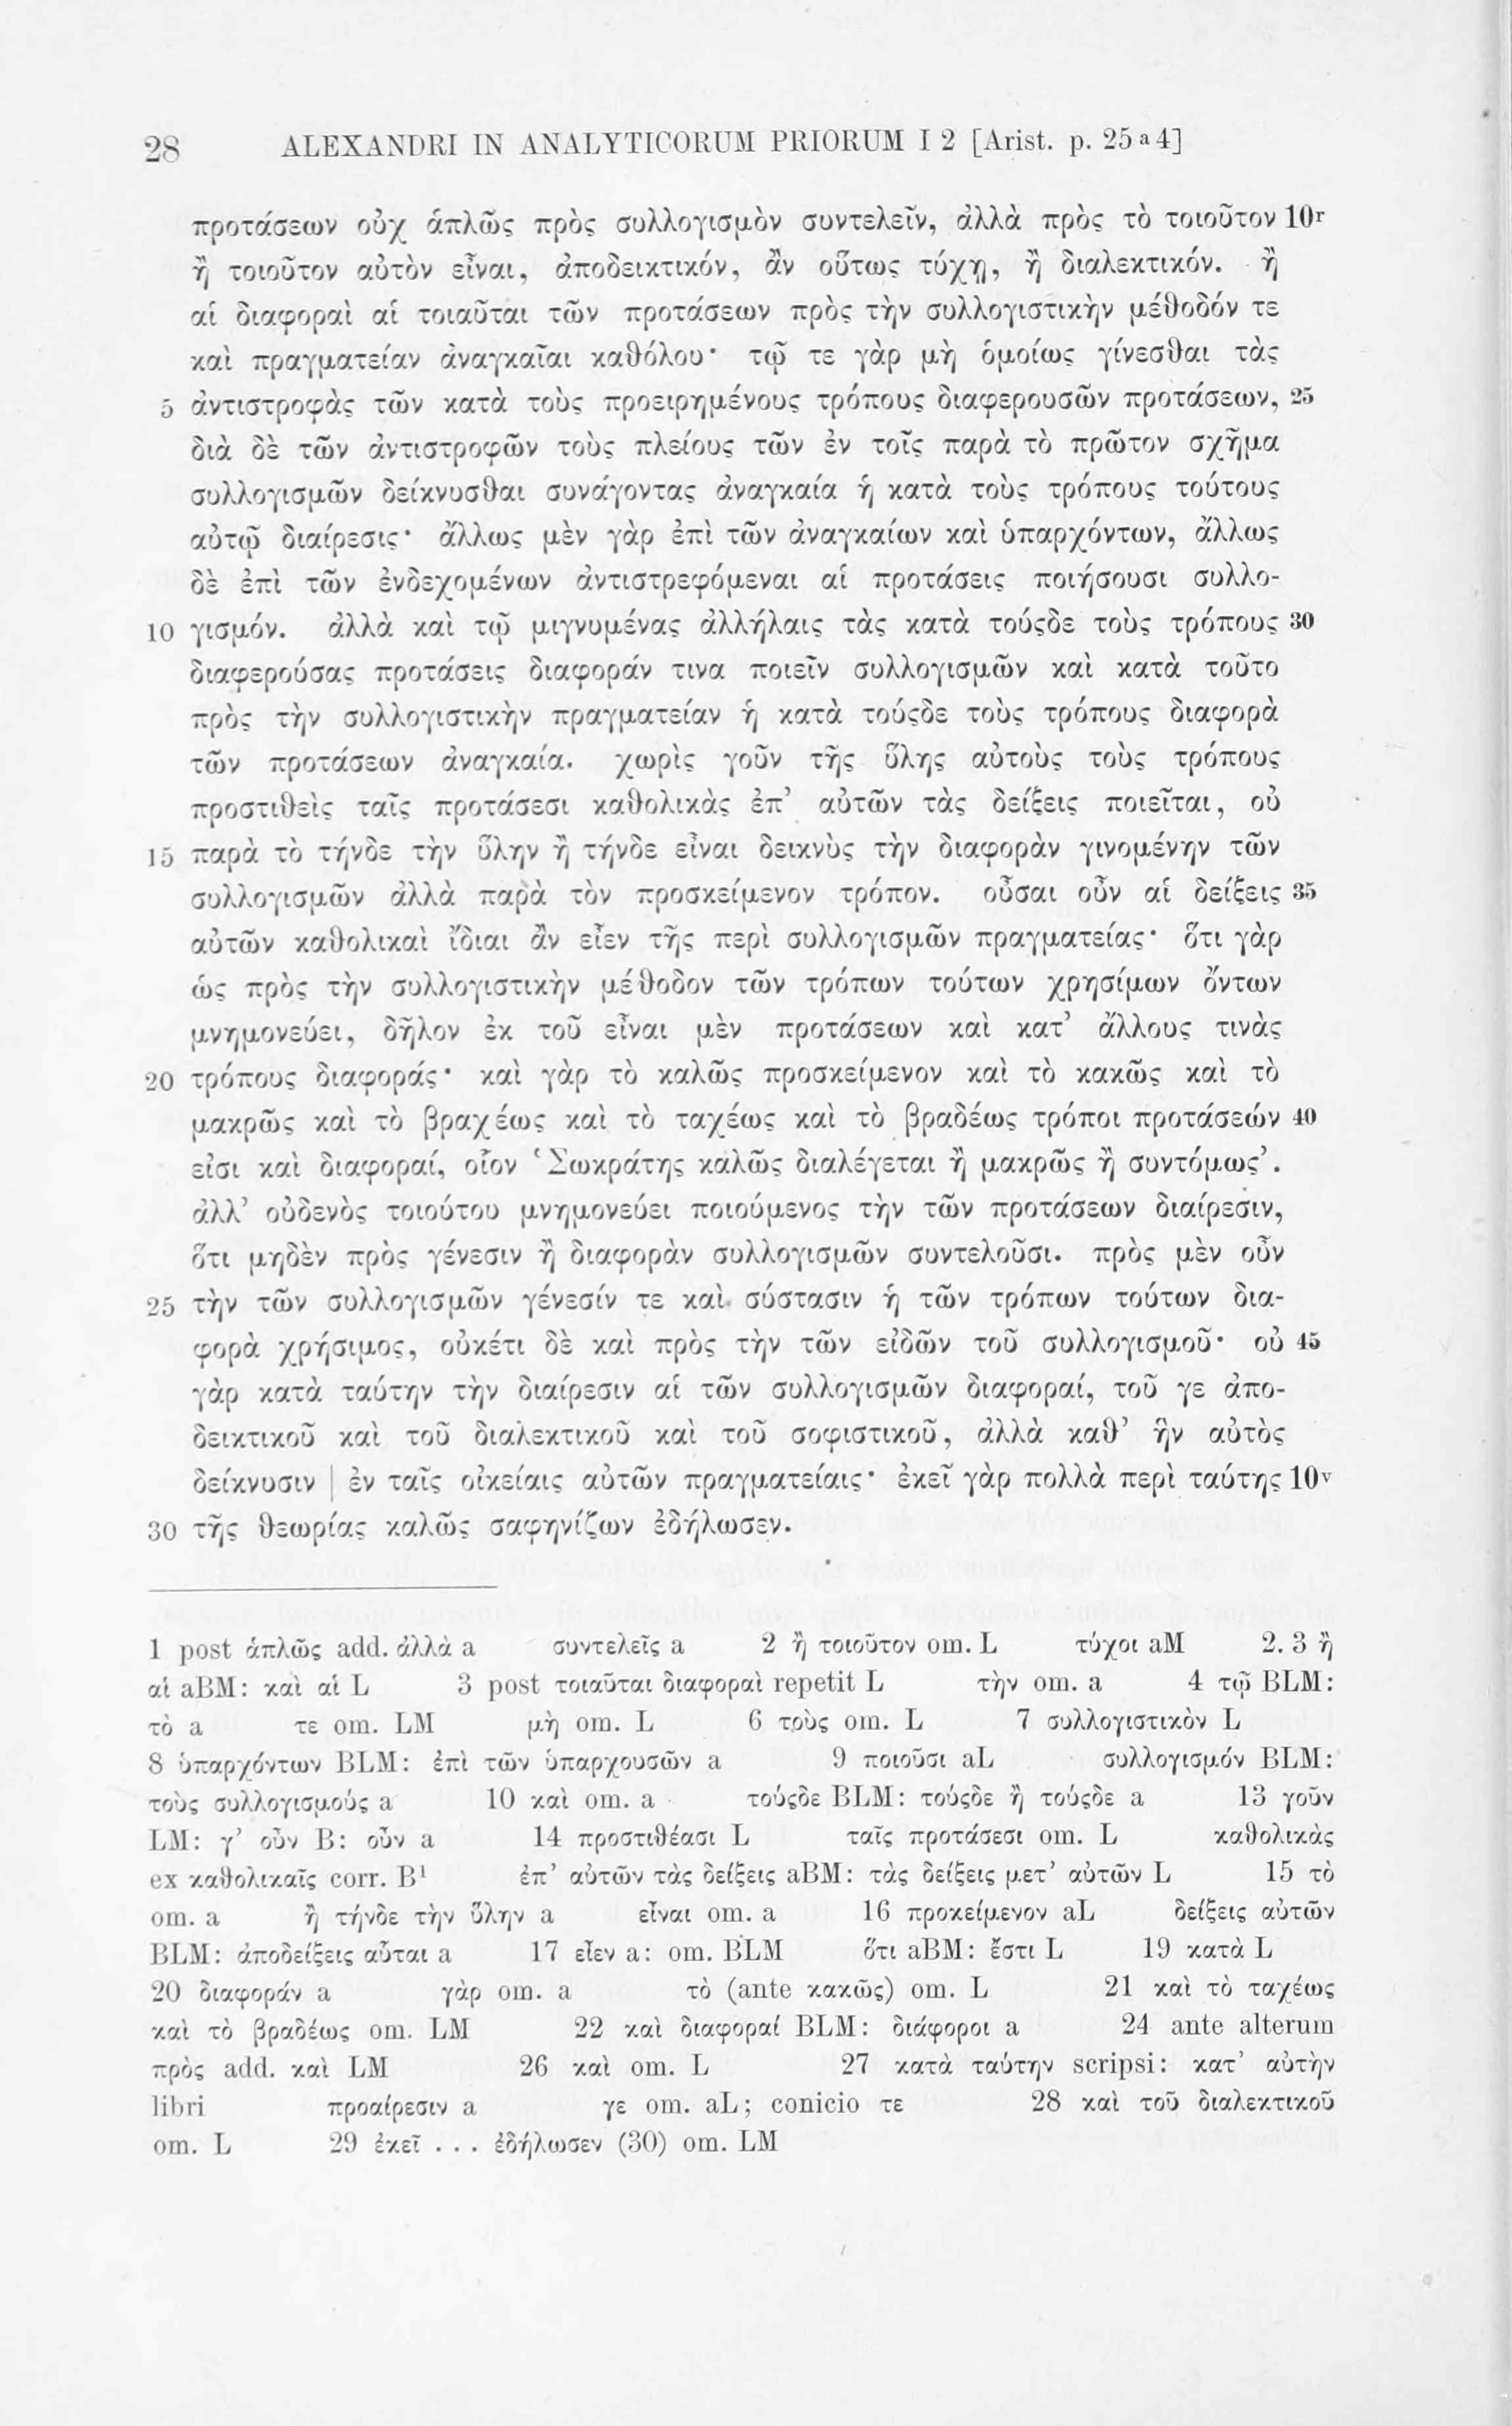 28 ALEXANDRI IN ANALYTICORUM PRIORUM I 2 [Arist. p. 25 a 4]
προτάσεων οὐχ ἁπλῶς πρὸς συλλογισμὸν συντελεῖν, ἀλλὰ πρὸς τὸ τοιοῦτον 10r
ἢ τοιοῦτον αὐτὸν εἶναι, ἀποδεικτικόν, ἂν οὕτως τύχῃ, ἢ διαλεκτικόν. ἢ
αἱ διαφοραὶ αἱ τοιαῦται τῶν προτάσεων πρὸς τὴν συλλογιστικὴν μέθοδόν τε
καὶ πραγματείαν ἀναγκαῖαι καθόλου· τῷ τε γὰρ μὴ ὁμοίως γίνεσθαι τὰς
5 ἀντιστροφὰς τῶν κατὰ τοὺς προειρημένους τρόπους διαφερουσῶν προτάσεων, 25
διὰ δὲ τῶν ἀντιστροφῶν τοὺς πλείους τῶν ἐν τοῖς παρὰ τὸ πρῶτον σχῆμα
συλλογισμῶν δείκνυσθαι συνάγοντας ἀναγκαία ἡ κατὰ τοὺς τρόπους τούτους
αὐτῷ διαίρεσις· ἄλλως μὲν γὰρ ἐπὶ τῶν ἀναγκαίων καὶ ὑπαρχόντων, ἄλλως
δὲ ἐπὶ τῶν ἐνδεχομένων ἀντιστρεφόμεναι αἱ προτάσεις ποιήσουσι συλλο-
10 γισμόν. ἀλλὰ καὶ τῷ μιγνυμένας ἀλλήλαις τὰς κατὰ τούςδε τοὺς τρόπους 30
διαφερούσας προτάσεις διαφοράν τινα ποιεῖν συλλογισμῶν καὶ κατὰ τοῦτο
πρὸς τὴν συλλογιστικὴν πραγματείαν ἡ κατὰ τούςδε τοὺς τρόπους διαφορὰ
τῶν προτάσεων ἀναγκαία. χωρὶς γοῦν τῆς ὕλης αὐτοὺς τοὺς τρόπους
προστιθεὶς ταῖς προτάσεσι καθολικὰς ἐπ’ αὐτῶν τὰς δείξεις ποιεῖται, οὐ
15 παρὰ τὸ τήνδε τὴν ὕλην ἢ τήνδε εἶναι δεικνὺς τὴν διαφορὰν γινομένην τῶν
συλλογισμῶν ἀλλὰ παρὰ τὸν προσκείμενον τρόπον. οὖσαι οὖν αἱ δείξεις 35
αὐτῶν καθολικαὶ ἴδιαι ἂν εἶεν τῆς περὶ συλλογισμῶν πραγματείας· ὅτι γὰρ
ὡς πρὸς τὴν συλλογιστικὴν μέθοδον τῶν τρόπων τούτων χρησίμων ὄντων
μνημονεύει, δῆλον ἐκ τοῦ εἶναι μὲν προτάσεων καὶ κατ’ ἄλλους τινὰς
20 τρόπους διαφοράς· καὶ γὰρ τὸ καλῶς προσκείμενον καὶ τὸ κακῶς καὶ τὸ
μακρῶς καὶ τὸ βραχέως καὶ τὸ ταχέως καὶ τὸ βραδέως τρόποι προτάσεών 40
εἰσι καὶ διαφοραί, οἷον ‘Σωκράτης καλῶς διαλέγεται ἢ μακρῶς ἢ συντόμως’.
ἀλλ’ οὐδενὸς τοιούτου μνημονεύει ποιούμενος τὴν τῶν προτάσεων διαίρεσιν,
ὅτι μηδὲν πρὸς γένεσιν ἢ διαφορὰν συλλογισμῶν συντελοῦσι. πρὸς μὲν οὖν
25 τὴν τῶν συλλογισμῶν γένεσίν τε καὶ σύστασιν ἡ τῶν τρόπων τούτων δια-
φορὰ χρήσιμος, οὐκέτι δὲ καὶ πρὸς τὴν τῶν εἰδῶν τοῦ συλλογισμοῦ· οὐ 45
γὰρ κατὰ ταύτην τὴν διαίρεσιν αἱ τῶν συλλογισμῶν διαφοραί, τοῦ γε ἀπο-
δεικτικοῦ καὶ τοῦ διαλεκτικοῦ καὶ τοῦ σοφιστικοῦ, ἀλλὰ καθ’ ἣν αὐτὸς
δείκνυσιν | ἐν ταῖς οἰκείαις αὐτῶν πραγματείαις· ἐκεῖ γὰρ πολλὰ περὶ ταύτης 10v
30 τῆς θεωρίας καλῶς σαφηνίζων ἐδήλωσεν.
1 post ἁπλῶς add. ἀλλὰ a συντελεῖς a 2 ἢ τοιοῦτον om. L τύχοι aM 2. 3 ἢ
αἱ aBM: καὶ αἱ L 3 post τοιαῦται διαφοραὶ repetit L τὴν om. a 4 τῷ BLM:
τὸ a τε om. LM μὴ om. L 6 τοὺς om. L 7 συλλογιστικὸν L
8 ὑπαρχόντων BLM: ἐπὶ τῶν ὑπαρχουσῶν a 9 ποιοῦσι aL συλλογισμόν BLM:
τοὺς συλλογισμούς a 10 καὶ om. a τούςδε BLM: τούςδε ἢ τούςδε a 13 γοῦν
LM: γ’ οὖν B: οὖν a 14 προστιθέασι L ταῖς προτάσεσι om. L καθολικὰς
ex καθολικαῖς corr. B¹ ἐπ’ αὐτῶν τὰς δείξεις aBM: τὰς δείξεις μετ’ αὐτῶν L 15 τὸ
om. a ἢ τήνδε τὴν ὕλην a εἶναι om. a 16 προκείμενον aL δείξεις αὐτῶν
BLM: ἀποδείξεις αὗται a 17 εἶεν a: om. BLM ὅτι aBM: ἔστι L 19 κατὰ L
20 διαφοράν a γὰρ om. a τὸ (ante κακῶς) om. L 21 καὶ τὸ ταχέως
καὶ τὸ βραδέως om. LM 22 καὶ διαφοραί BLM: διάφοροι a 24 ante alterum
πρὸς add. καὶ LM 26 καὶ om. L 27 κατὰ ταύτην scripsi: κατ’ αὐτὴν
libri προαίρεσιν a γε om. aL; conicio τε 28 καὶ τοῦ διαλεκτικοῦ
om. L 29 ἐκεῖ . . . ἐδήλωσεν (30) om. LM